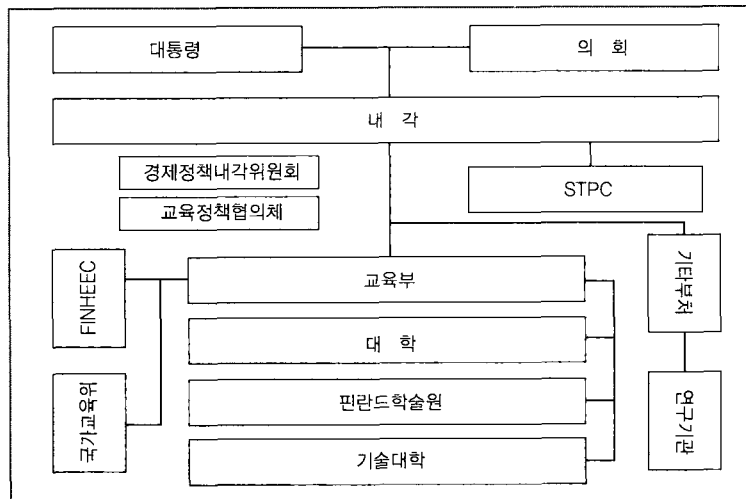 대통령
의 회
내 각
경제정책내각위원회
STPC
교육정책협의체
FINHEEC
교육부
기타부처
대 학
국가교육위
핀란드학술원
연구기관
기술대학